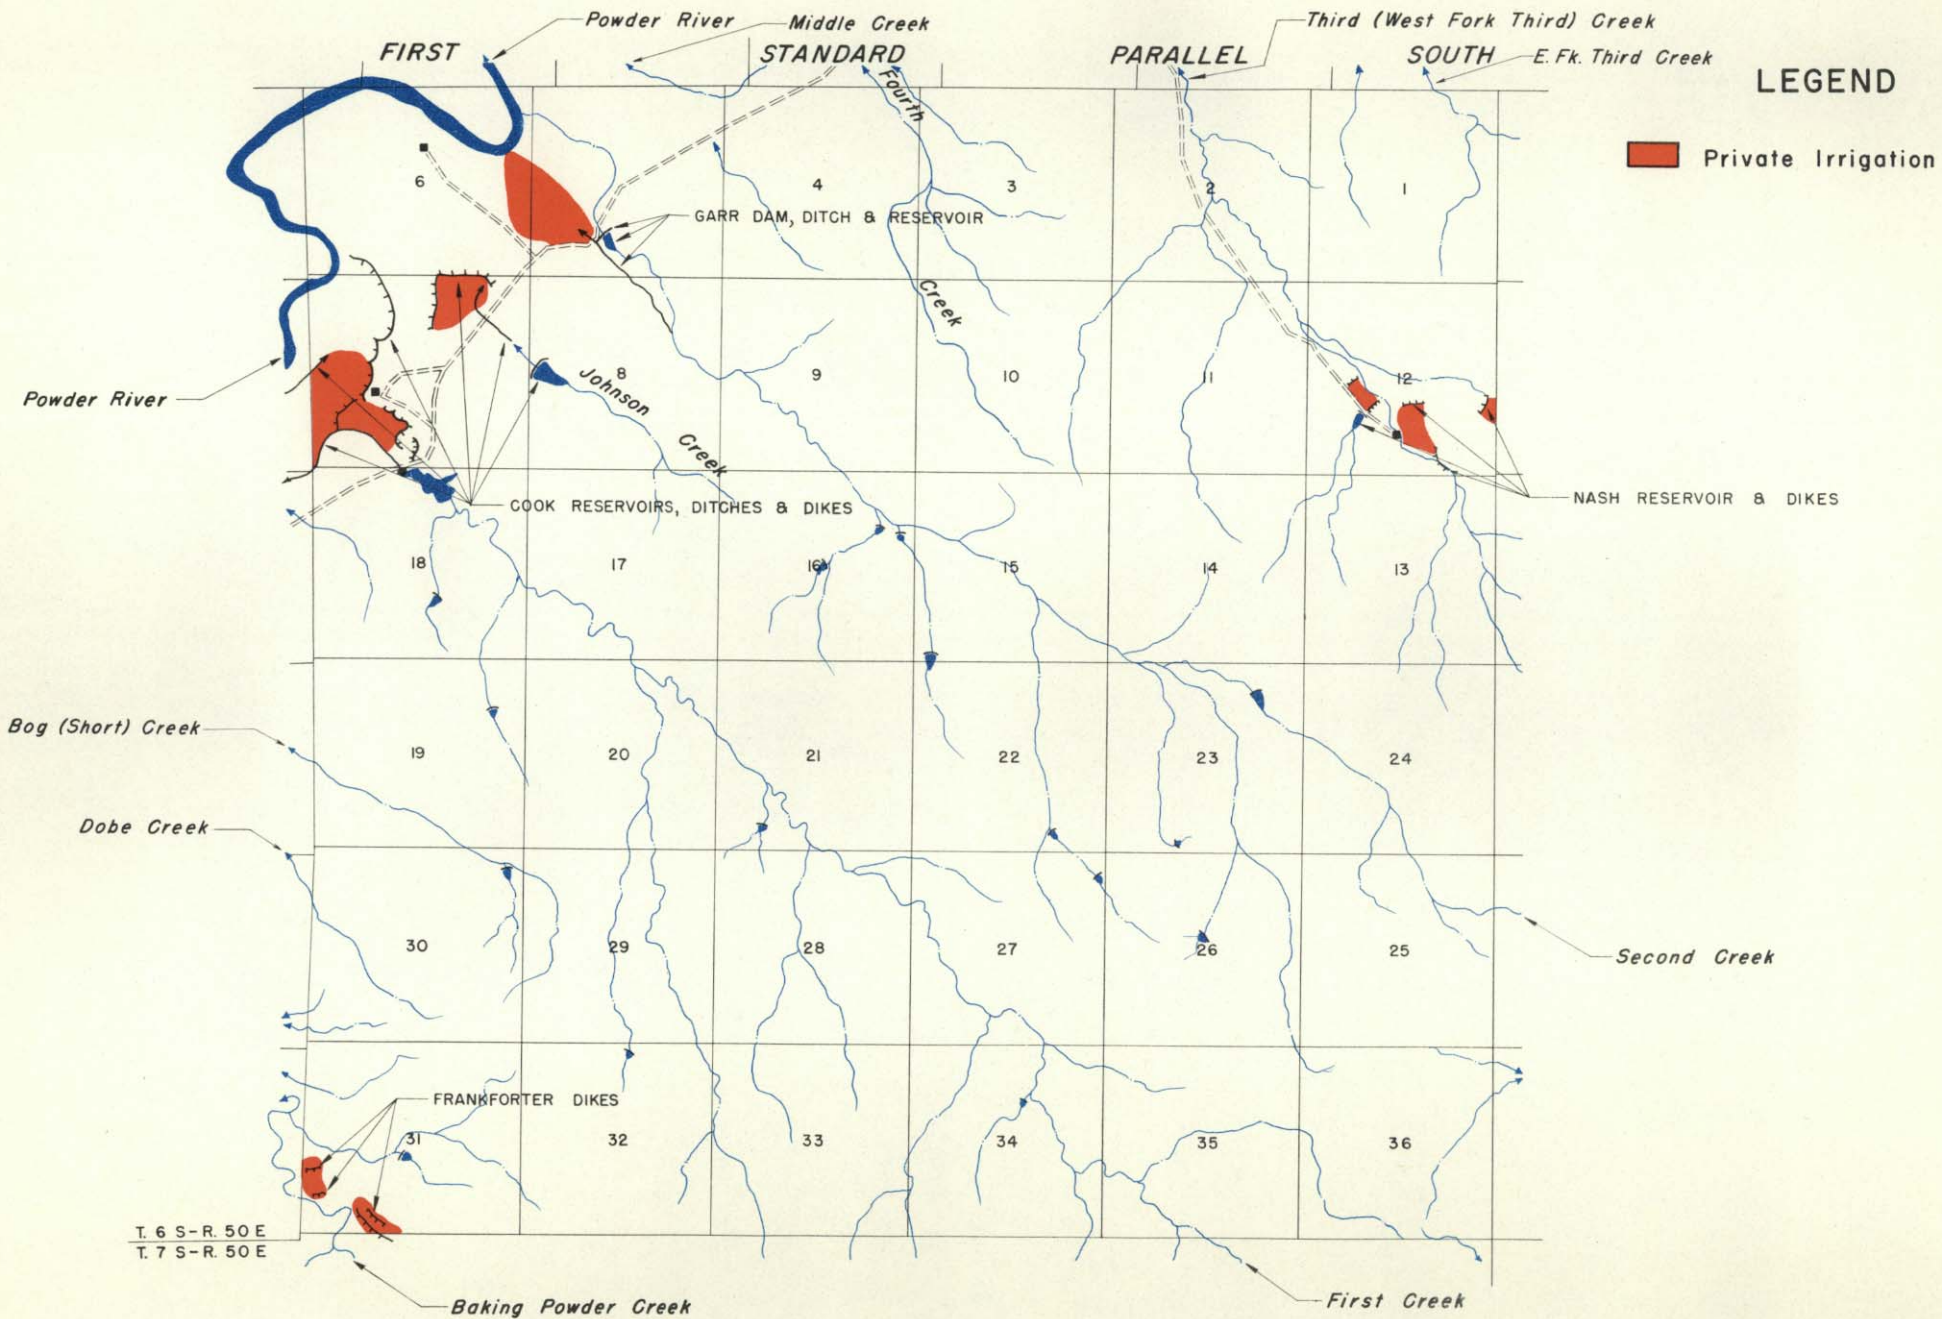 Powder River
Middle Creek
Third (West Fork Third) Creek
FIRST STANDARD PARALLEL SOUTH
E. Fk. Third Creek
LEGEND
Private Irrigation
Fourth
Creek
6 4 3 2 1
GARR DAM, DITCH & RESERVOIR
Powder River
8 9 10 11 12
Johnson
Creek
COOK RESERVOIRS, DITCHES & DIKES
NASH RESERVOIR & DIKES
18 17 16 15 14 13
Bog (Short) Creek
19 20 21 22 23 24
Dobe Creek
30 29 28 27 26 25
Second Creek
FRANKFORTER DIKES
31 32 33 34 35 36
T. 6 S-R. 50 E
T. 7 S-R. 50 E
Baking Powder Creek
First Creek